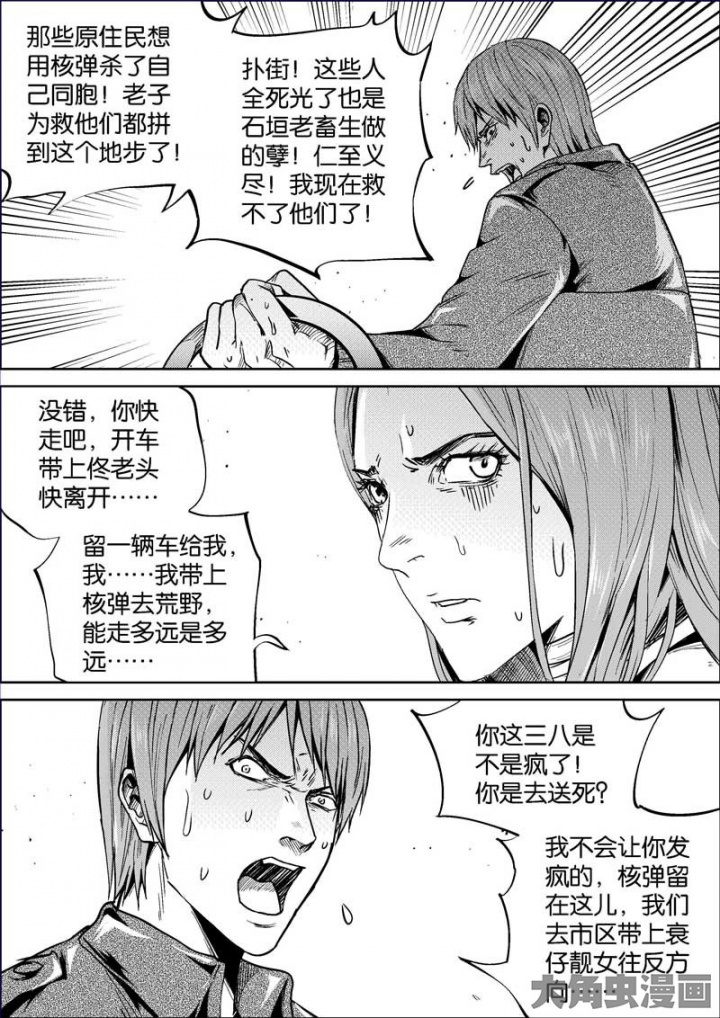 那些原住民想
用核弹杀了自
己同胞！老子
为救他们都拼
到这个地步了！
扑街！这些人
全死光了也是
石垣老畜生做
的孽！仁至义
尽！我现在救
不了他们了！
没错，你快
走吧，开车
带上佟老头
快离开……
留一辆车给我，
我……我带上
核弹去荒野，
能走多远是多
远……
你这三八是
不是疯了！
你是去送死？
我不会让你发
疯的，核弹留
在这儿，我们
去市区带上衰
仔靓女往反方
向……
大角虫漫画